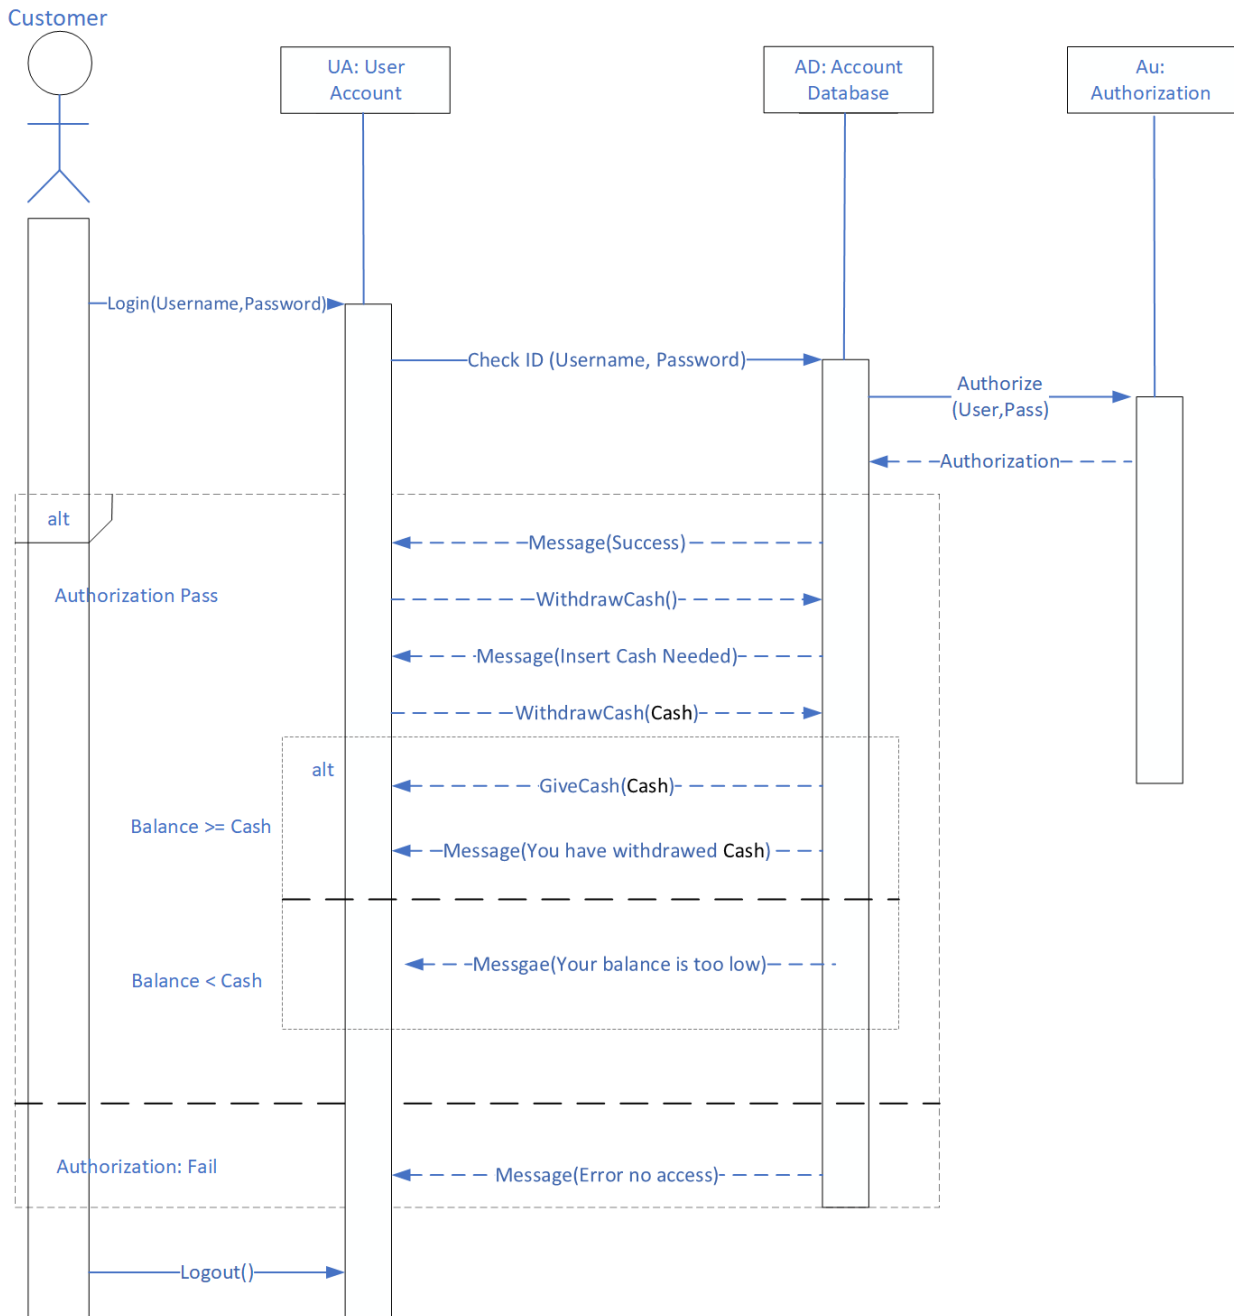 Customer
UA: User
Account
AD: Account
Database
Au:
Authorization
Login(Username,Password)
Check ID (Username, Password)
Authorize
(User,Pass)
Authorization
alt
Message(Success)
Authorization Pass
WithdrawCash()
Message(Insert Cash Needed)
WithdrawCash(Cash)
alt
GiveCash(Cash)
Balance >= Cash
Message(You have withdrawed Cash)
Messgae(Your balance is too low)
Balance < Cash
Authorization: Fail
Message(Error no access)
Logout()